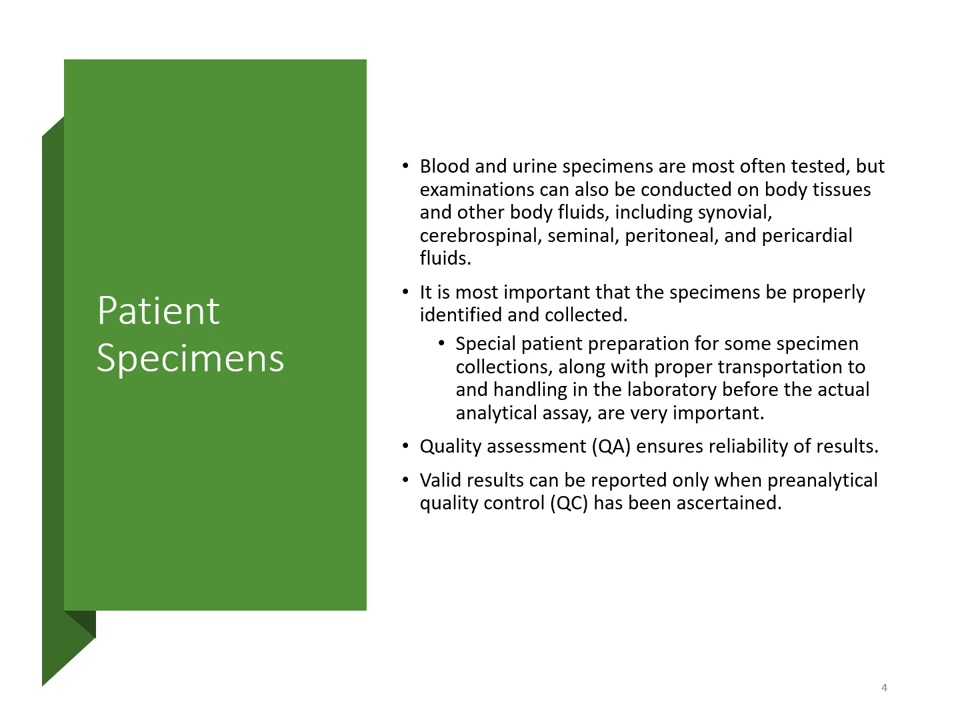 Patient
Specimens
• Blood and urine specimens are most often tested, but
examinations can also be conducted on body tissues
and other body fluids, including synovial,
cerebrospinal, seminal, peritoneal, and pericardial
fluids.
• It is most important that the specimens be properly
identified and collected.
• Special patient preparation for some specimen
collections, along with proper transportation to
and handling in the laboratory before the actual
analytical assay, are very important.
• Quality assessment (QA) ensures reliability of results.
• Valid results can be reported only when preanalytical
quality control (QC) has been ascertained.
4